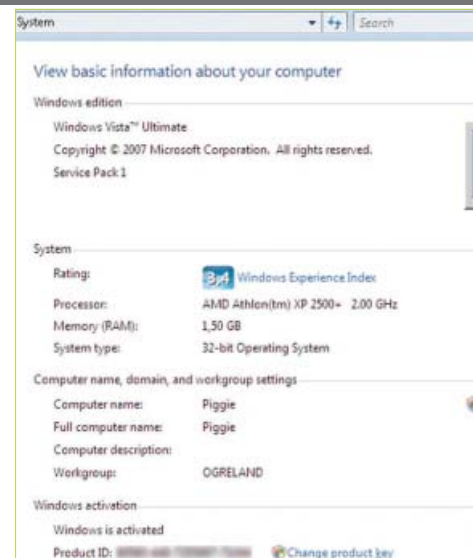 System Search
View basic information about your computer
Windows edition
Windows Vista™ Ultimate
Copyright © 2007 Microsoft Corporation. All rights reserved.
Service Pack 1
System
Rating: 3,4 Windows Experience Index
Processor: AMD Athlon(tm) XP 2500+ 2.00 GHz
Memory (RAM): 1,50 GB
System type: 32-bit Operating System
Computer name, domain, and workgroup settings
Computer name: Piggie
Full computer name: Piggie
Computer description:
Workgroup: OGRELAND
Windows activation
Windows is activated
Product ID: Change product key